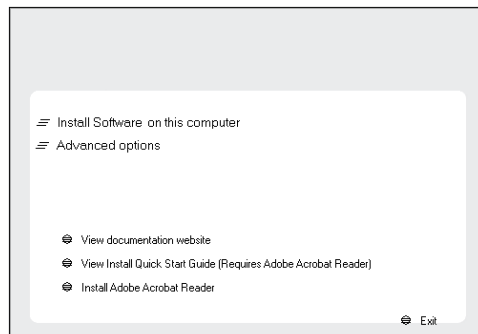 Install Software on this computer
Advanced options
View documentation website
View Install Quick Start Guide (Requires Adobe Acrobat Reader)
Install Adobe Acrobat Reader
Exit